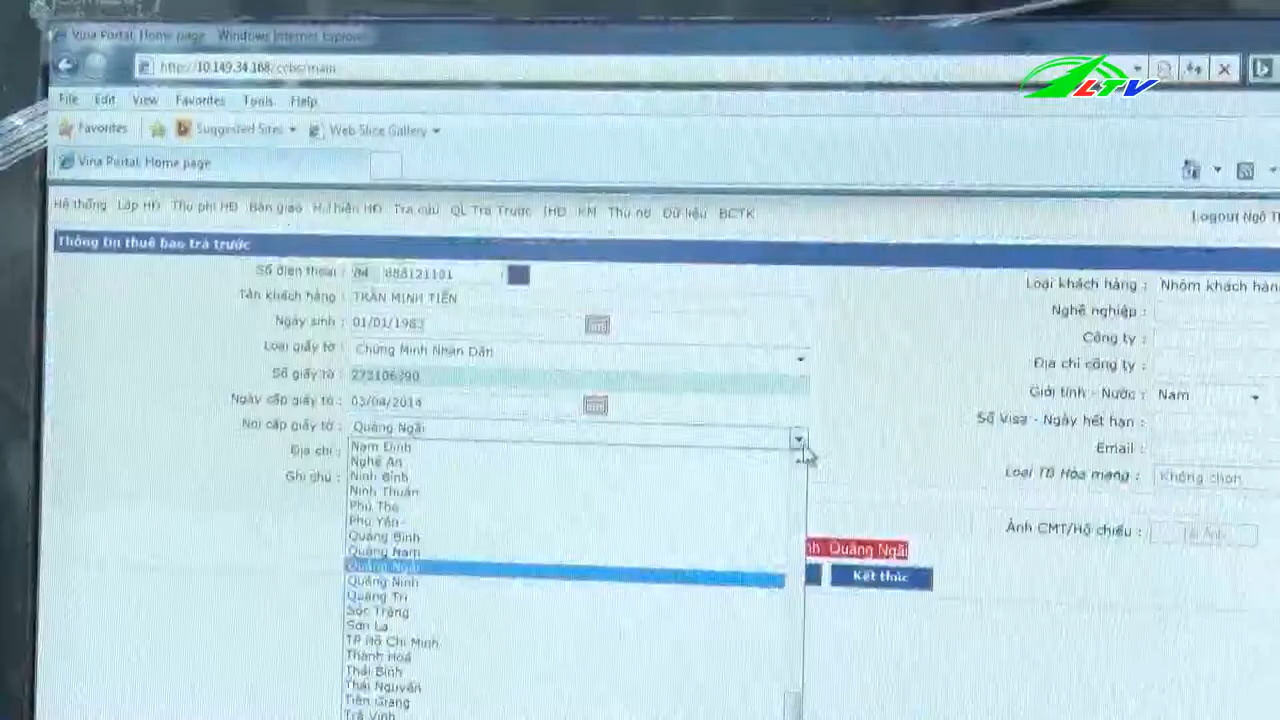 Vina Portal: Home page - Windows Internet Explorer
http://10.149.34.168/ccbs/main
LTV
File Edit View Favorites Tools Help
Favorites Suggested Sites Web Slice Gallery
Vina Portal: Home page
Hệ thống Lập HĐ Thu phí HĐ Bàn giao In HĐ KM Thu nợ Dữ liệu BCTK
Logout Ngô
Thông tin thuê bao trả trước
Số điện thoại : 84 888121101
Tên khách hàng : TRẦN MINH TIẾN
Ngày sinh : 01/01/1983
Loại giấy tờ : Chứng Minh Nhân Dân
Số giấy tờ : 273106390
Ngày cấp giấy tờ : 03/04/2014
Nơi cấp giấy tờ : Quảng Ngãi
Địa chỉ :
Ghi chú :
Nam Định
Nghệ An
Ninh Bình
Ninh Thuận
Phú Thọ
Phú Yên
Quảng Bình
Quảng Nam
Quảng Ngãi
Quảng Ninh
Quảng Trị
Sóc Trăng
Sơn La
TP Hồ Chí Minh
Thanh Hoá
Thái Bình
Thái Nguyên
Tiền Giang
Trà Vinh
Loại khách hàng : Nhóm khách hàn
Nghề nghiệp :
Công ty :
Địa chỉ công ty :
Giới tính - Nước : Nam
Số Visa - Ngày hết hạn :
Email :
Loại TB Hòa mạng : Không chọn
Ảnh CMT/Hộ chiếu : Tải Ảnh
nh Quảng Ngãi
Kết thúc